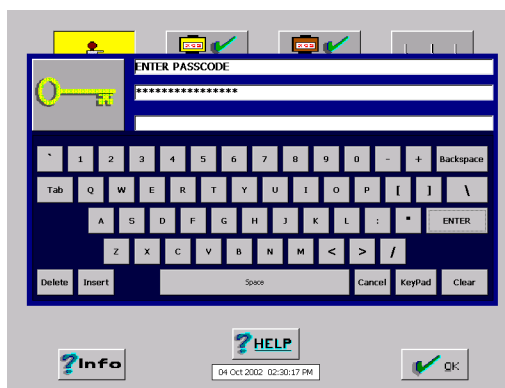 ENTER PASSCODE
****************
` 1 2 3 4 5 6 7 8 9 0 - + Backspace
Tab Q W E R T Y U I O P [ ] \
A S D F G H J K L : " ENTER
Z X C V B N M < > /
Delete Insert Space Cancel KeyPad Clear
?HELP
?Info
04 Oct 2002 02:30:17 PM
OK